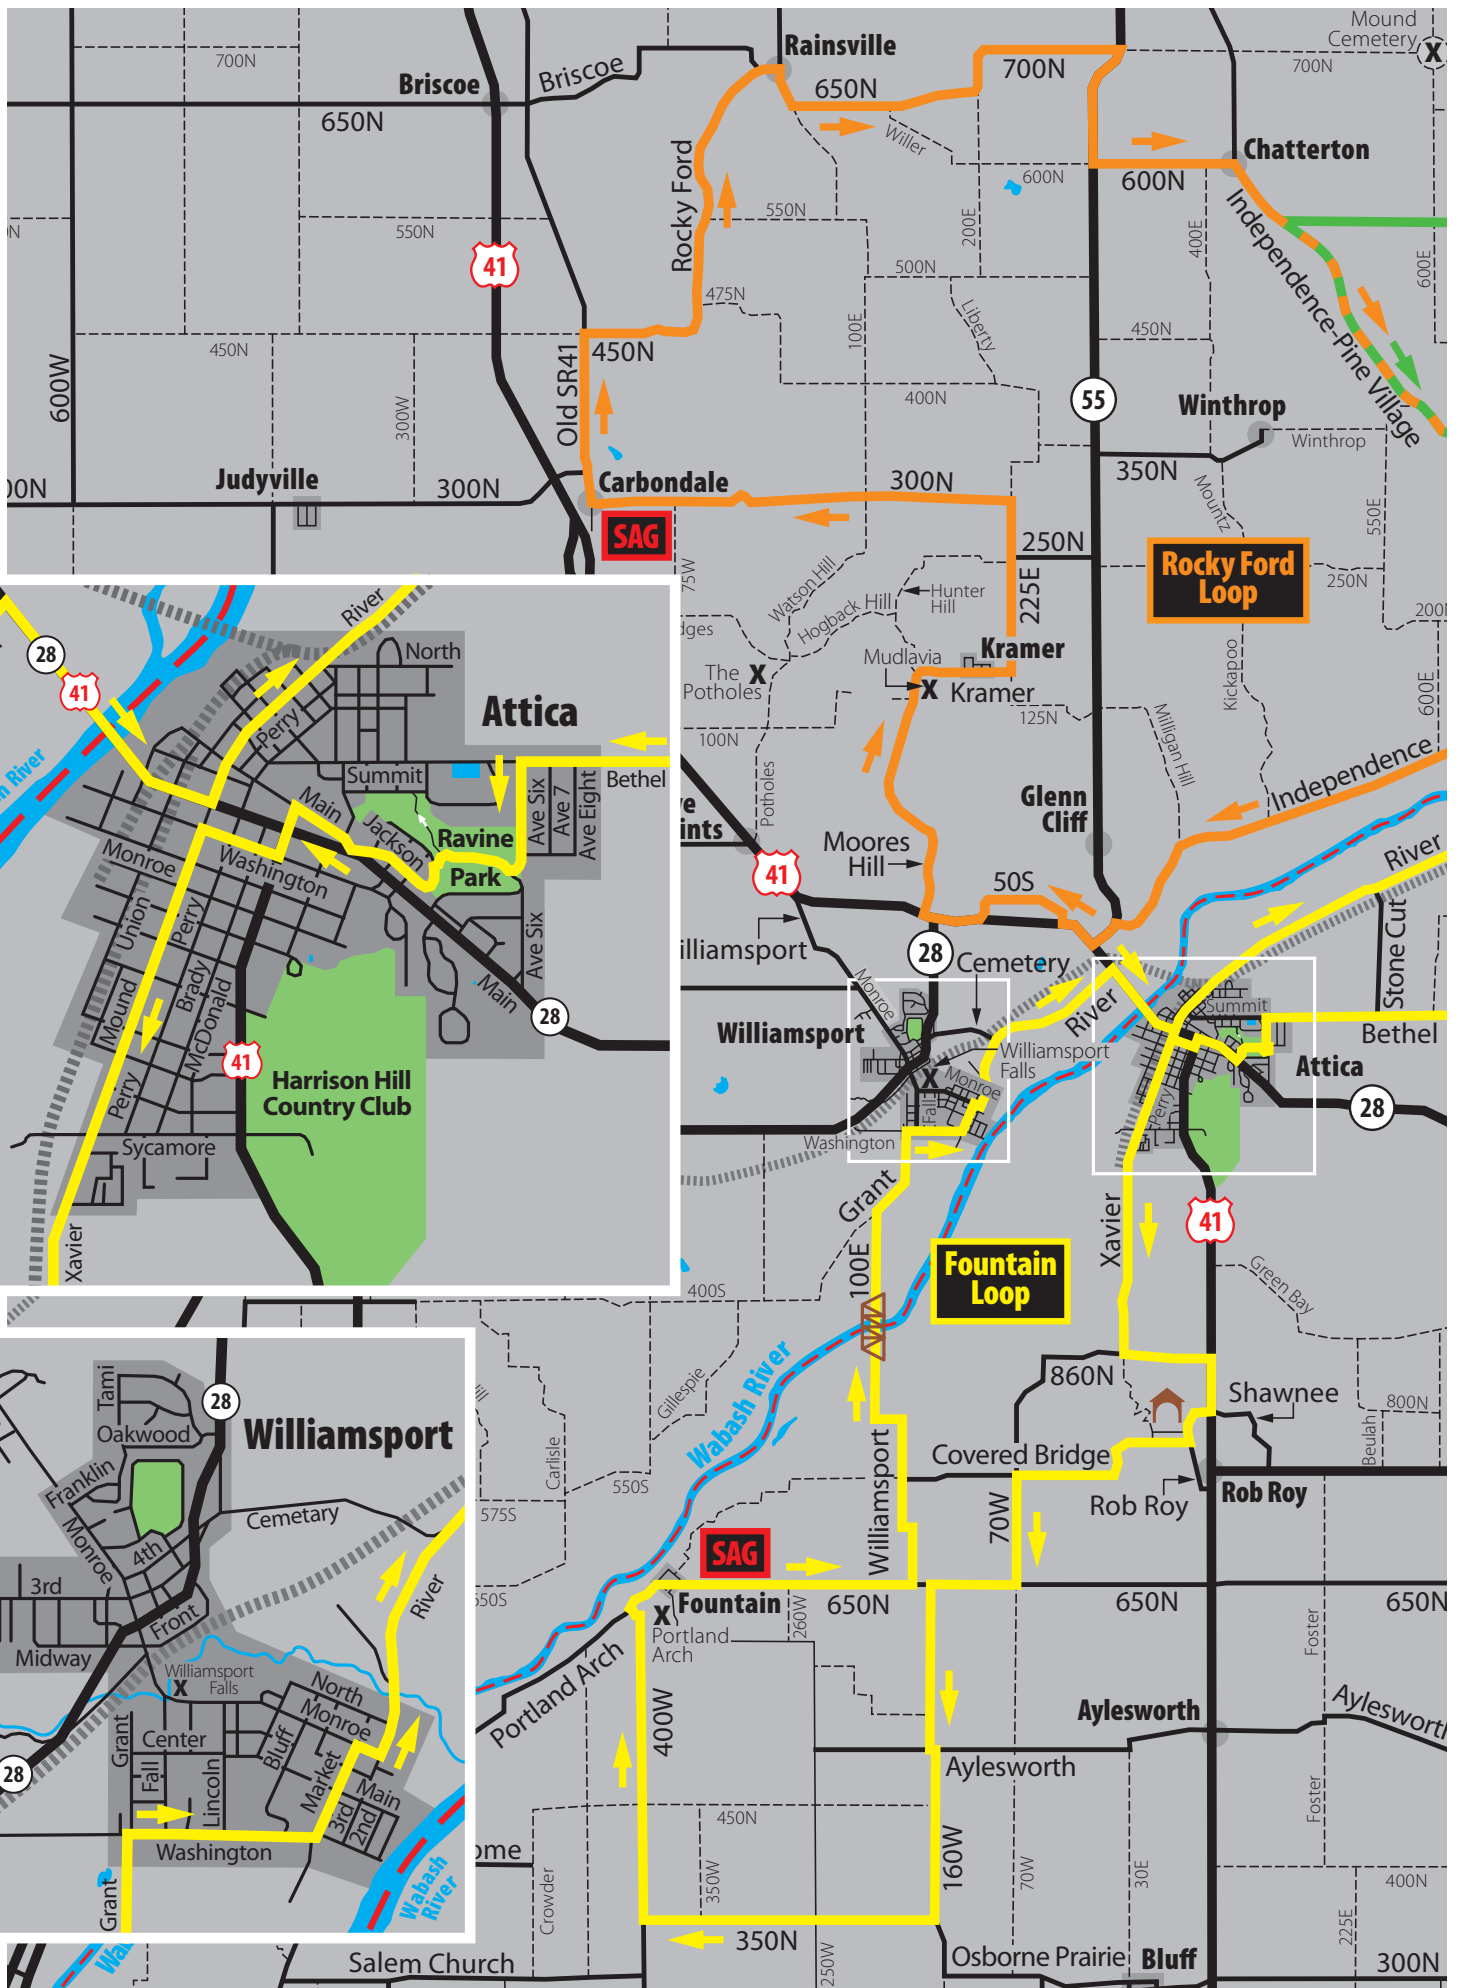 Mound
Cemetery
X
700N
Rainsville
700N
700N
Briscoe
Briscoe
650N
650N
Willer
Chatterton
600N
600N
Rocky Ford
550N
550N
200E
400E
Independence-Pine Village
600E
41
500N
475N
Liberty
100E
450N
450N
450N
600W
Old SR41
300W
400N
55
Winthrop
Winthrop
350N
Judyville
300N
Carbondale
300N
SAG
Mountz
550E
250N
Rocky Ford
Loop
250N
225E
75W
Watson Hill
Hogback Hill
Hunter
Hill
Kramer
Mudlavia
The
Potholes
X
X
Kramer
125N
Kickapoo
600E
Milligan Hill
100N
Potholes
Independence
Glenn
Cliff
Moores
Hill
41
50S
River
28
Cemetery
Stone Cut
Monroe
Williamsport
River
Summit
Bethel
Williamsport
Falls
X
Monroe
Fall
Attica
Perry
28
Washington
Grant
Xavier
41
100E
Fountain
Loop
Green Bay
400S
Wabash River
860N
Shawnee
800N
Gillespie
Beulah
Carlisle
Covered Bridge
550S
Williamsport
Rob Roy
Rob Roy
70W
575S
SAG
Fountain
650N
650N
650N
260W
X
Portland
Arch
Portland Arch
Foster
400W
Aylesworth
Aylesworth
Aylesworth
Foster
450N
350W
160W
70W
30E
400N
Crowder
225E
350N
250W
Salem Church
Osborne Prairie
Bluff
300N
28
41
River
North
Attica
Perry
Summit
Bethel
Main
Jackson
Ravine
Park
Ave Six
Ave 7
Ave Eight
Monroe
Washington
Union
Perry
Ave Six
Main
28
Mound
Brady
McDonald
41
Harrison Hill
Country Club
Perry
Sycamore
Xavier
Tami
28
Oakwood
Williamsport
Franklin
Monroe
4th
Cemetary
3rd
Front
River
Midway
Williamsport
Falls
X
North
Monroe
Grant
Center
Bluff
Fall
Lincoln
Market
Main
28
3rd
2nd
Washington
Grant
Wabash
River